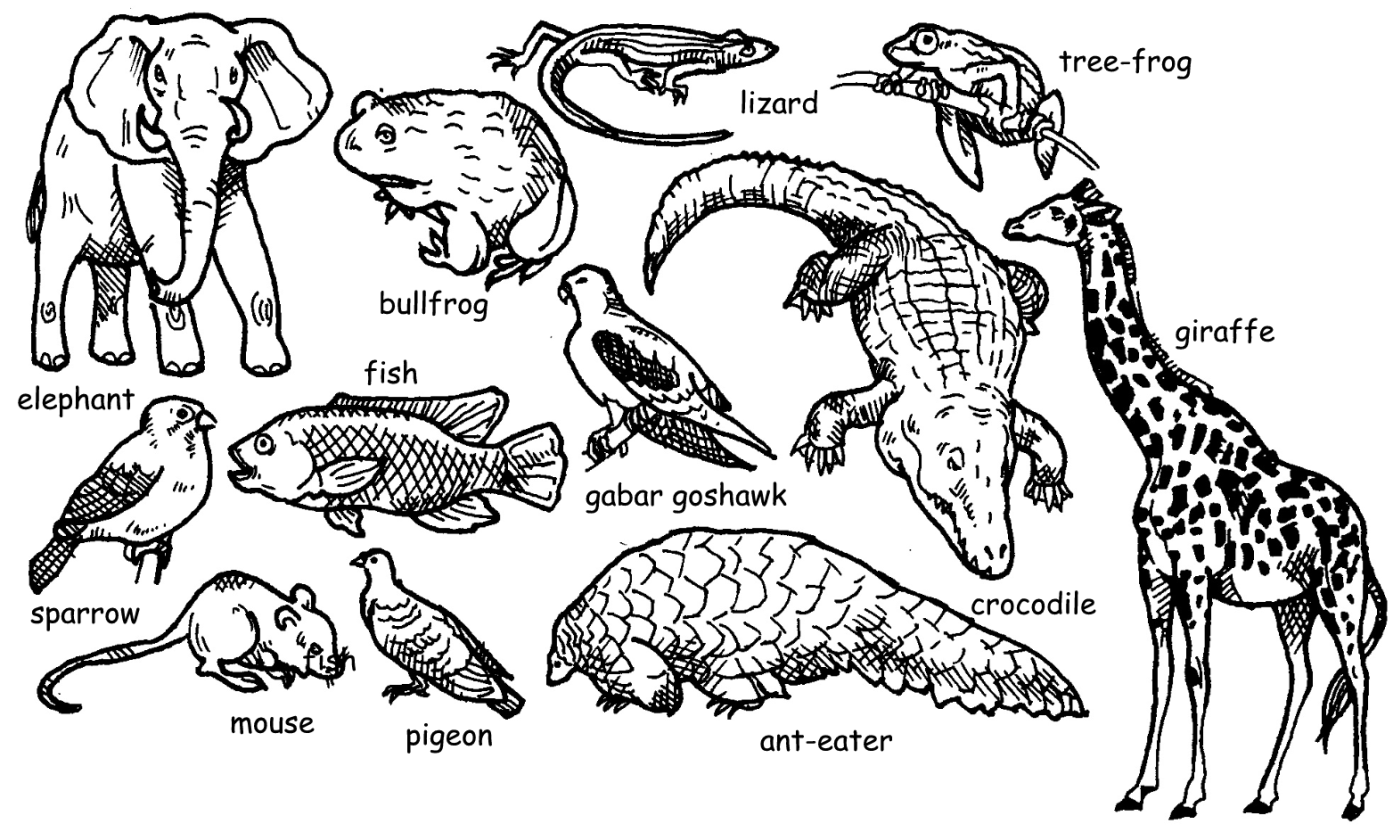 tree-frog
lizard
bullfrog
giraffe
fish
elephant
gabar goshawk
crocodile
sparrow
fish
mouse
pigeon
ant-eater